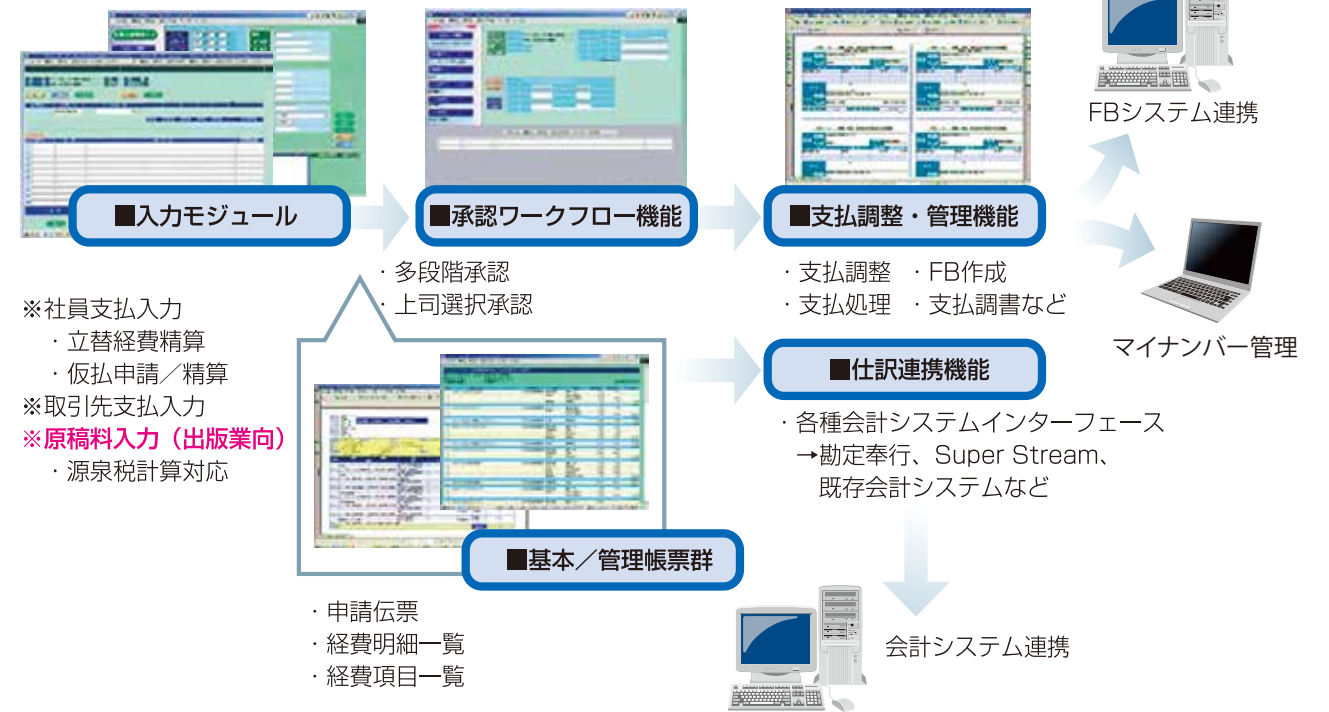 FBシステム連携
■入力モジュール
■承認ワークフロー機能
■支払調整・管理機能
・多段階承認
・上司選択承認
・支払調整 ・FB作成
・支払処理 ・支払調書など
※社員支払入力
・立替経費精算
・仮払申請／精算
※取引先支払入力
※原稿料入力（出版業向）
・源泉税計算対応
マイナンバー管理
■仕訳連携機能
・各種会計システムインターフェース
→勘定奉行、Super Stream、
既存会計システムなど
■基本／管理帳票群
・申請伝票
・経費明細一覧
・経費項目一覧
会計システム連携